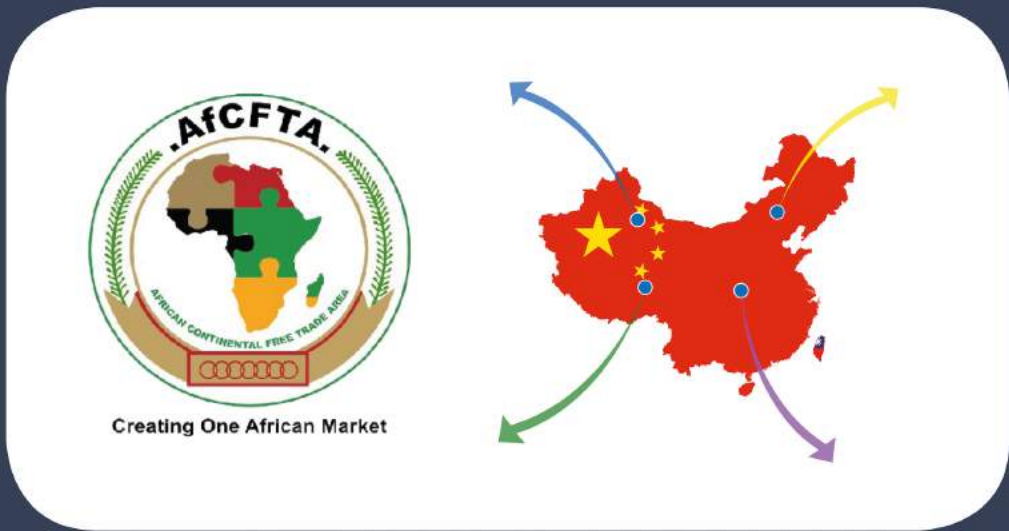 .AfCFTA.
AFRICAN CONTINENTAL FREE TRADE AREA
Creating One African Market